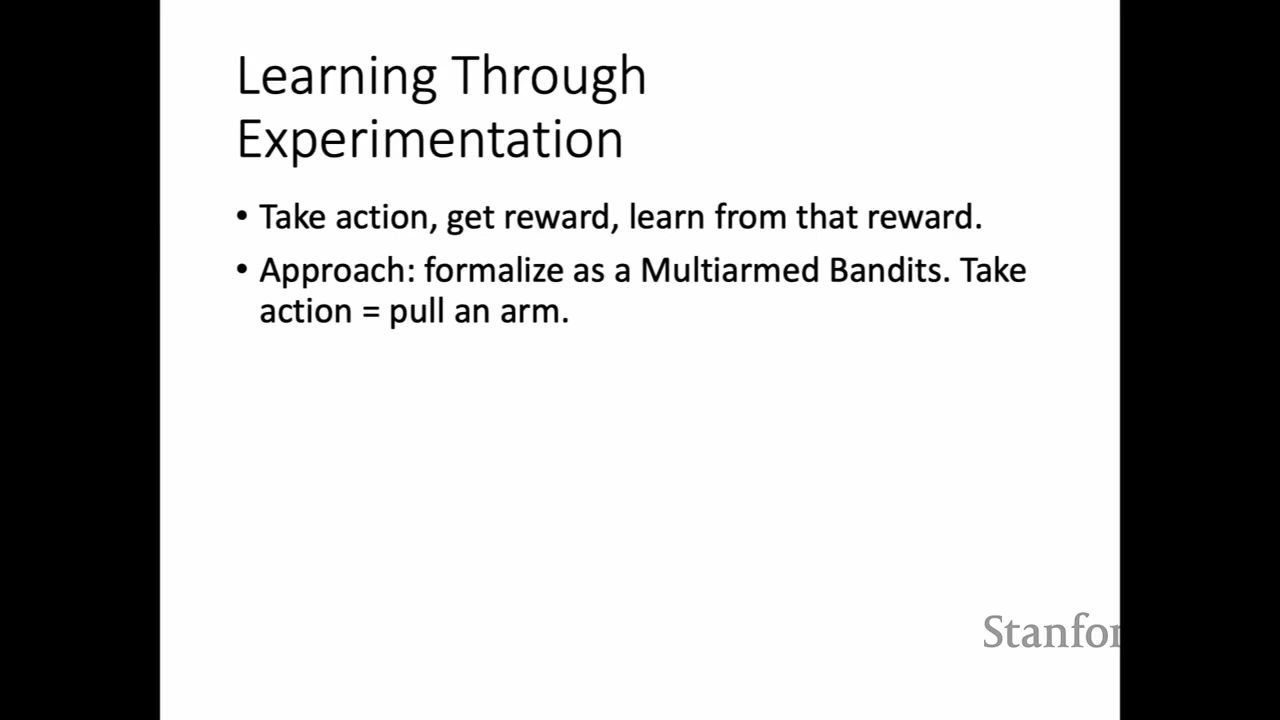 Learning Through
Experimentation
• Take action, get reward, learn from that reward.
• Approach: formalize as a Multiarmed Bandits. Take
action = pull an arm.
Stanfor